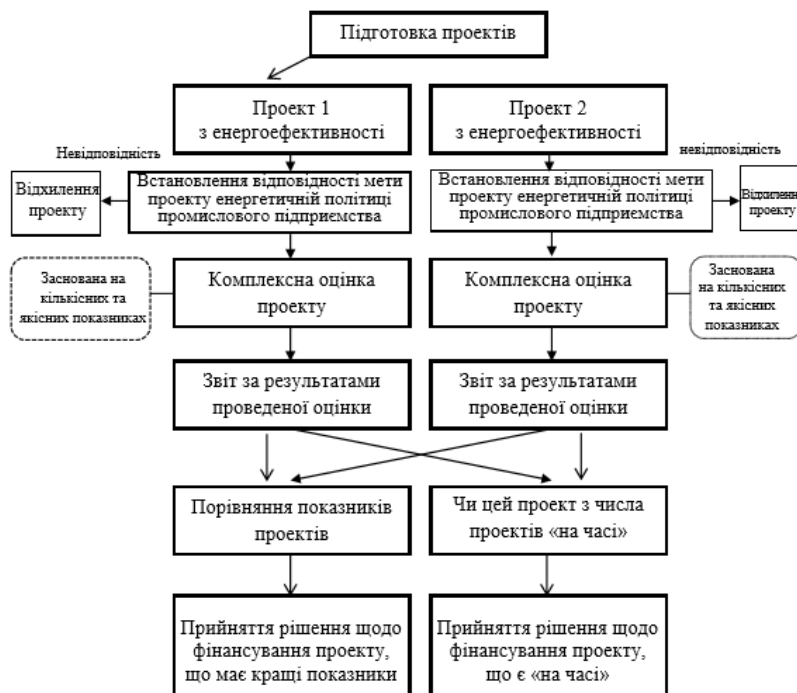 Підготовка проектів
Проект 1
з енергоефективності
Проект 2
з енергоефективності
Невідповідність
невідповідність
Відхилення
проекту
Встановлення відповідності мети
проекту енергетичній політиці
промислового підприємства
Встановлення відповідності мети
проекту енергетичній політиці
промислового підприємства
проекту
Заснована на
кількісних та
якісних показниках
Комплексна оцінка
проекту
Комплексна оцінка
проекту
Заснована
на кількісних
та якісних
показниках
Звіт за результатами
проведеної оцінки
Звіт за результатами
проведеної оцінки
Порівняння показників
проектів
Чи цей проект з числа
проектів «на часі»
Прийняття рішення щодо
фінансування проекту,
що має кращі показники
Прийняття рішення щодо
фінансування проекту,
що є «на часі»